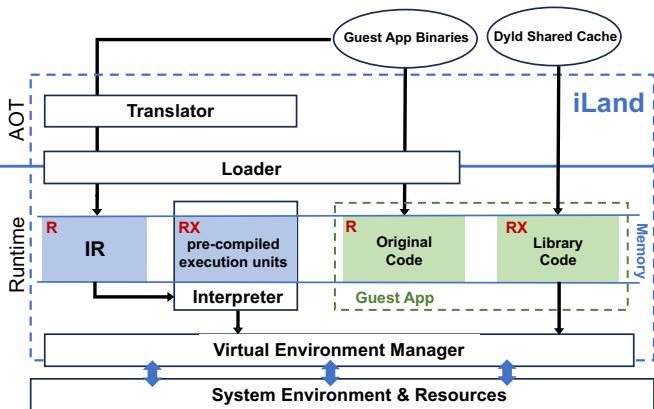 Guest App Binaries
Dyld Shared Cache
AOT
iLand
Translator
Loader
Runtime
R
IR
RX
pre-compiled
execution units
Interpreter
R
Original
Code
RX
Library
Code
Guest App
Memory
Virtual Environment Manager
System Environment & Resources